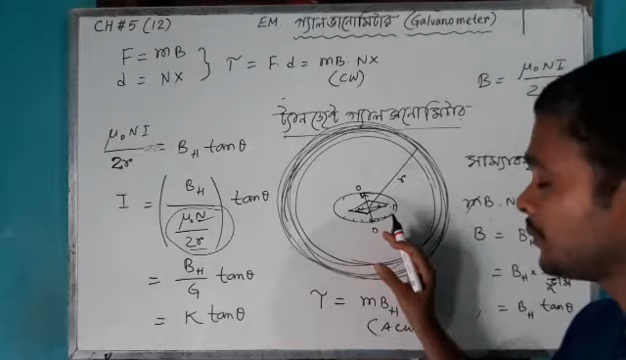 CH#5 (12)
EM. গ্যালভানোমিটার (Galvanometer)
F = mB
d = NX
τ = F.d = mB.NX
(CW)
B = μ₀NI
ট্যানজেন্ট গ্যালভানোমিটার
μ₀NI / 2r = B_H tanθ
I = (B_H / (μ₀N / 2r)) tanθ
= B_H / G tanθ
= K tanθ
r
O
O
τ = mB_H
(ACW
mB.N
B = B
= B_H ×
= B_H tanθ